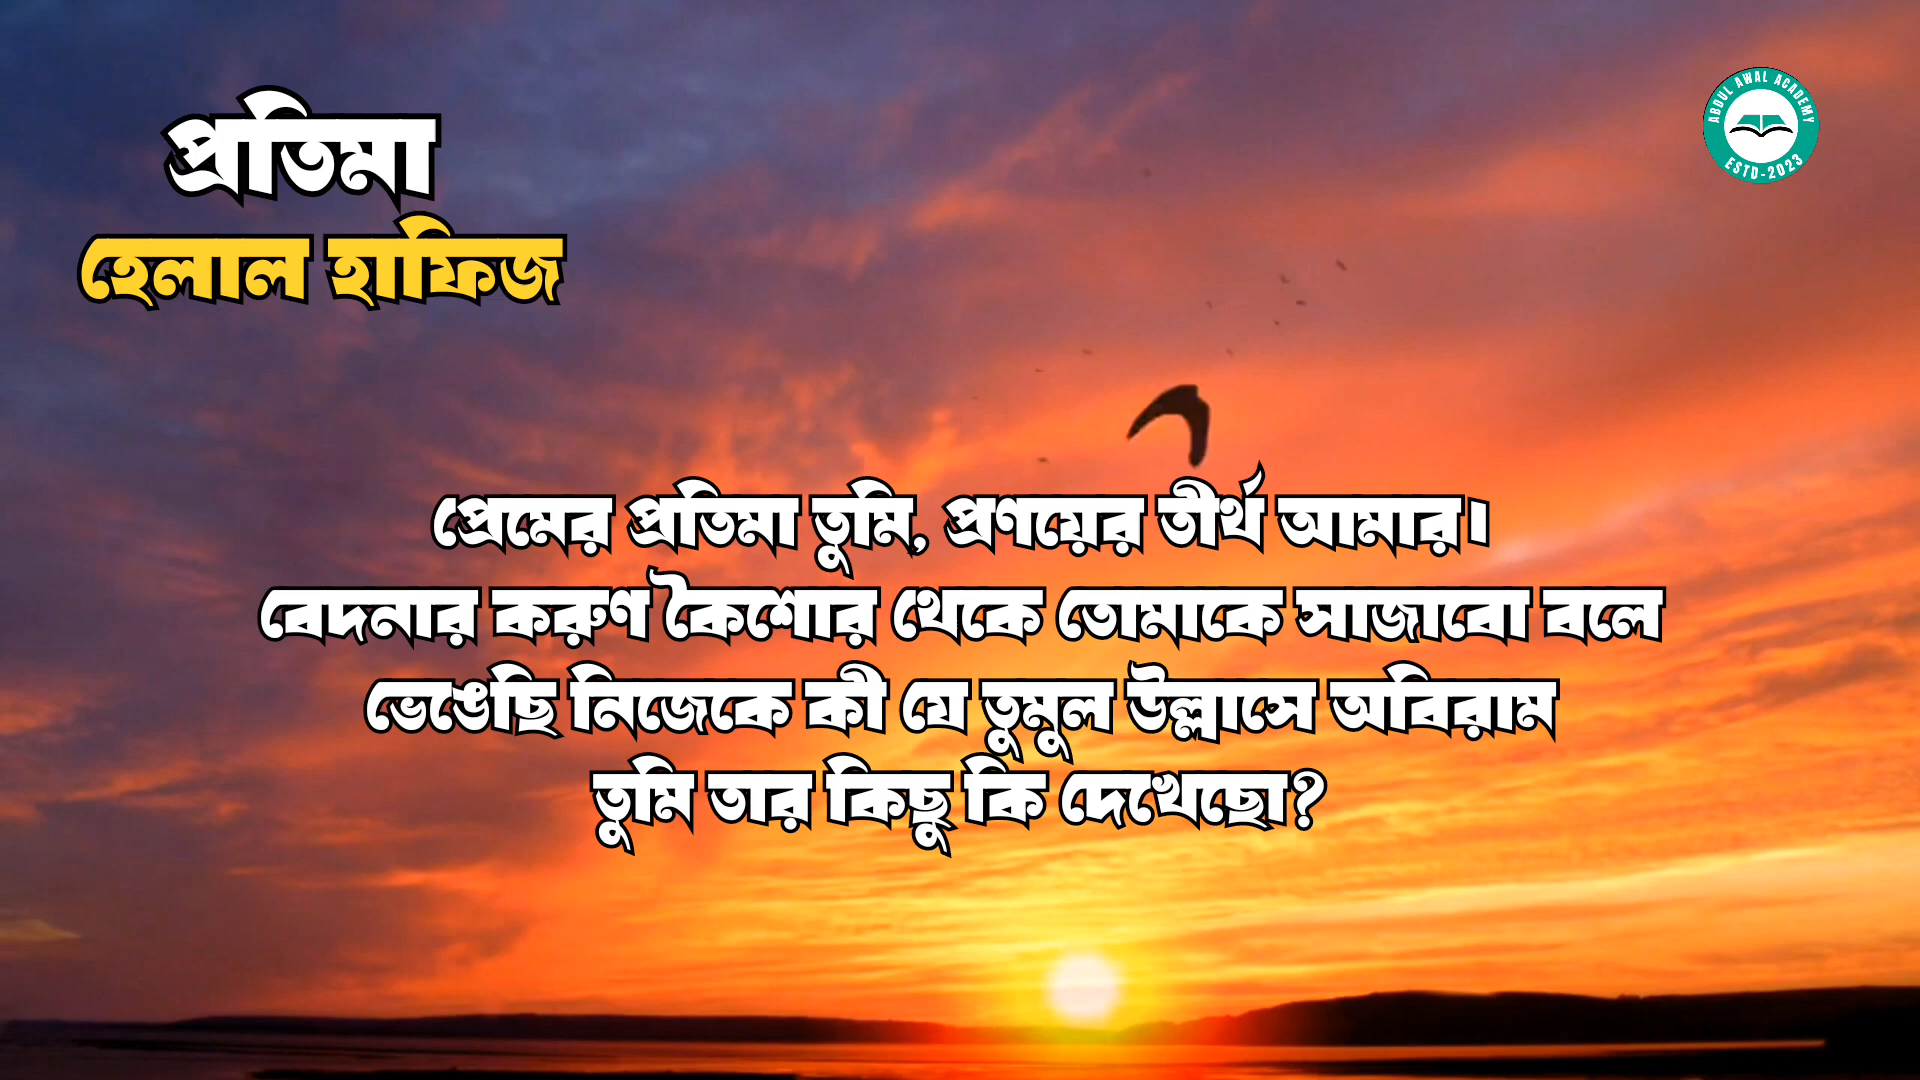 প্রতিমা
হেলাল হাফিজ
ABDUL AWAL ACADEMY
ESTD-2023
প্রেমের প্রতিমা তুমি, প্রণয়ের তীর্থ আমার।
বেদনার করুণ কৈশোর থেকে তোমাকে সাজাবো বলে
ভেঙেছি নিজেকে কী যে তুমুল উল্লাসে অবিরাম
তুমি তার কিছু কি দেখেছো?